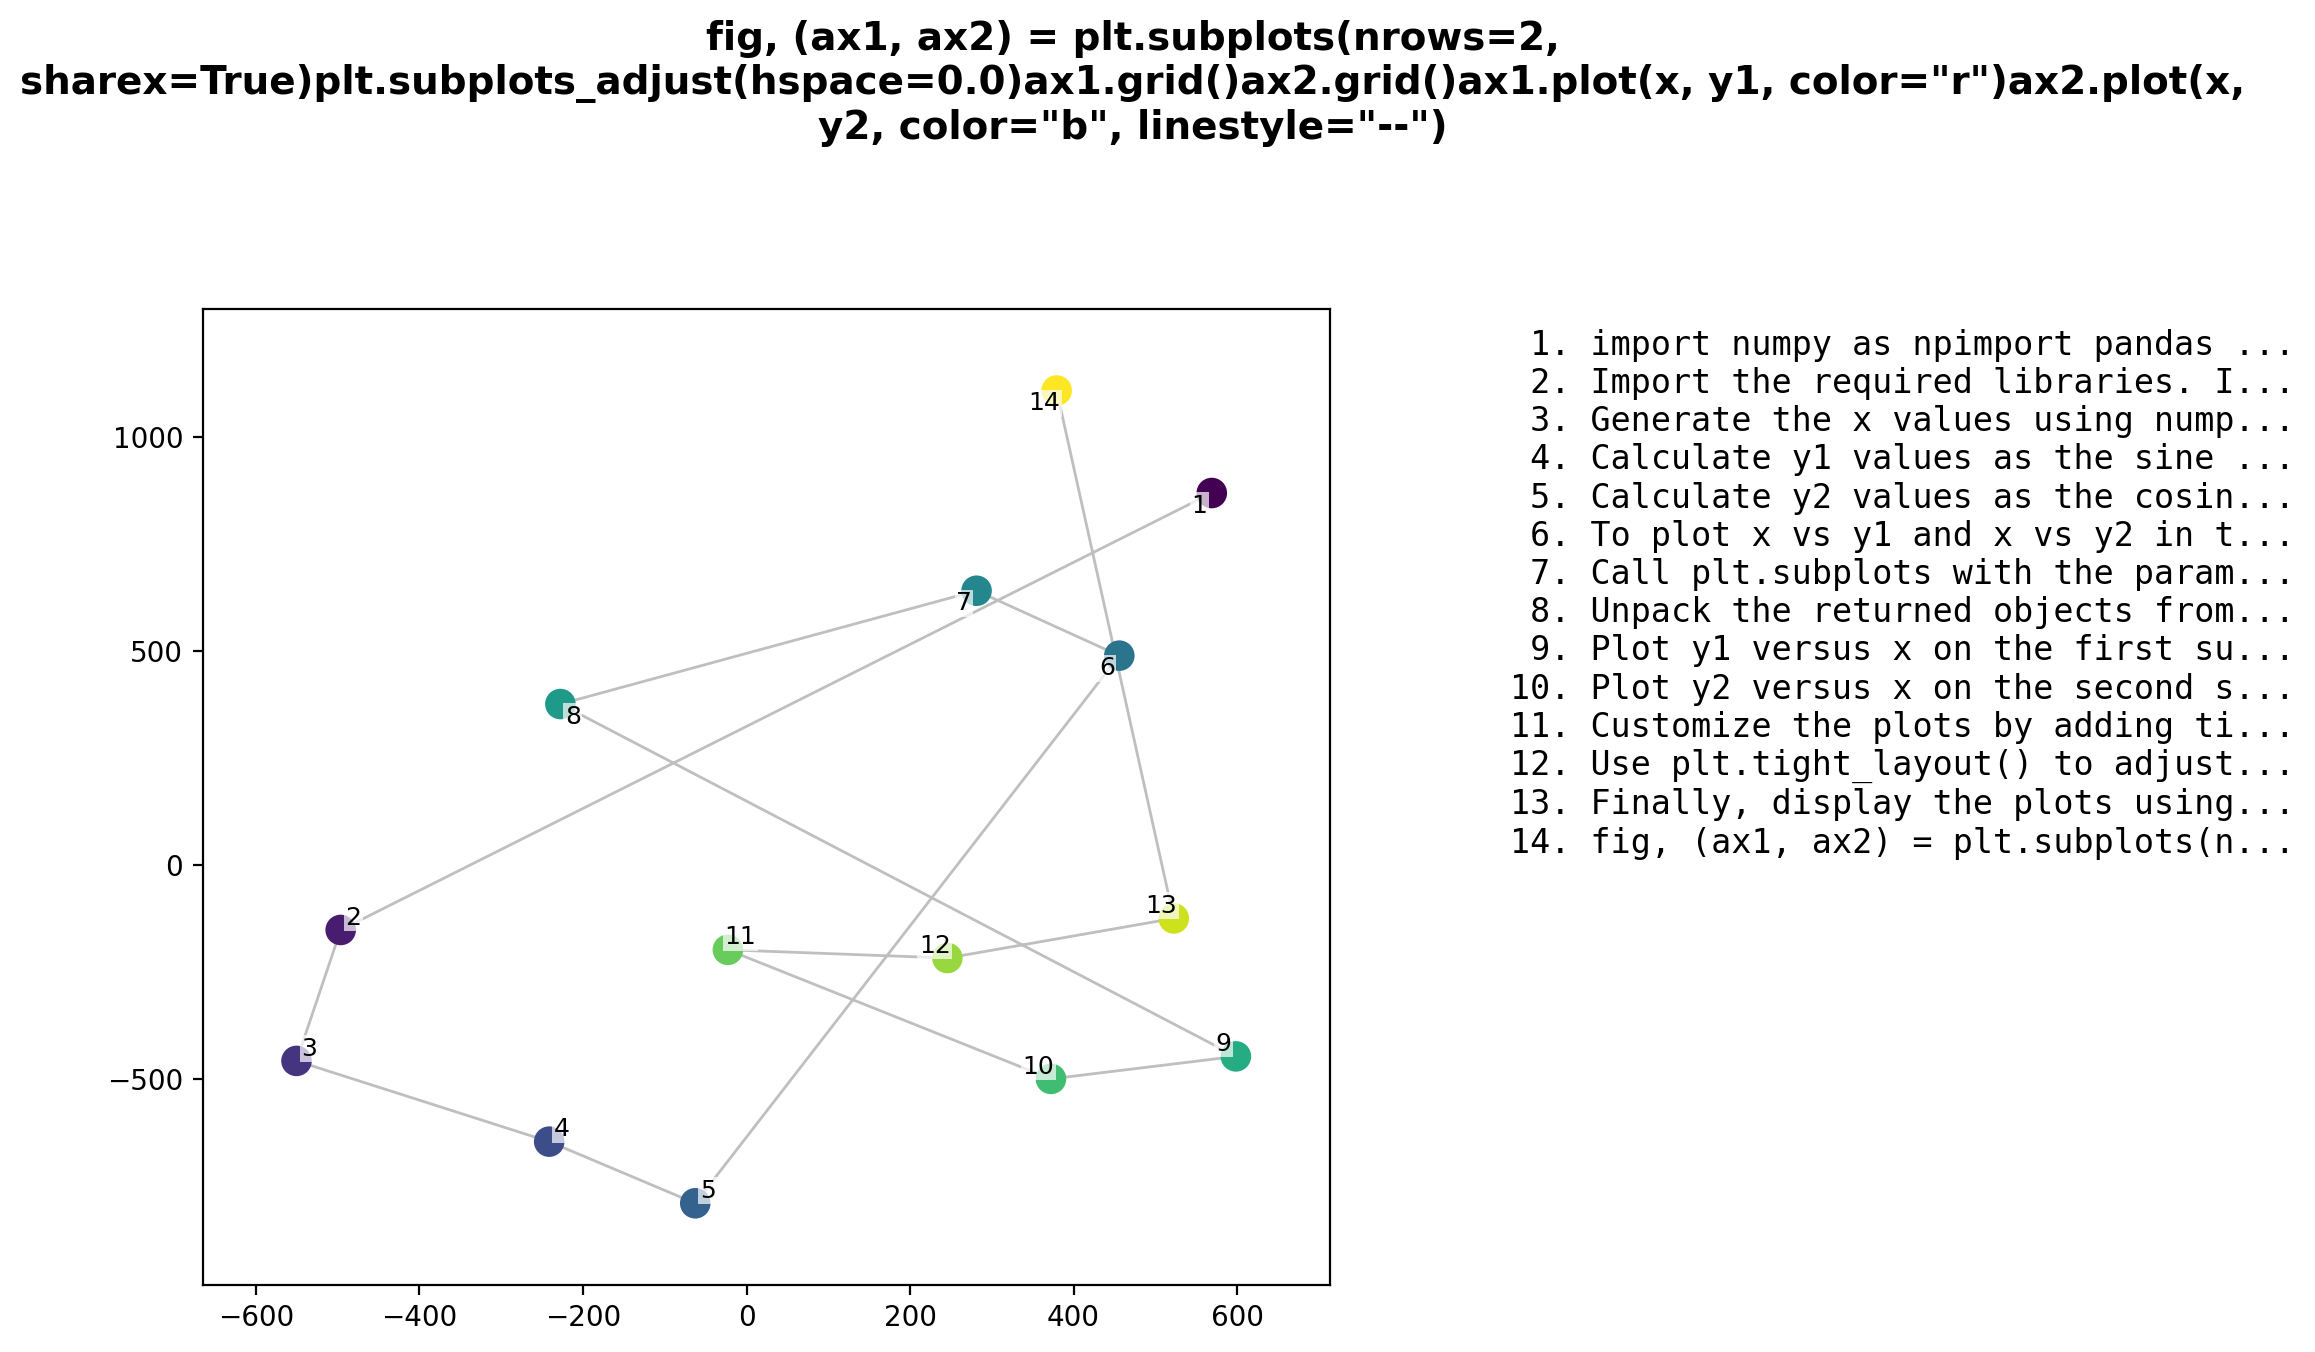 fig, (ax1, ax2) = plt.subplots(nrows=2,
sharex=True)plt.subplots_adjust(hspace=0.0)ax1.grid()ax2.grid()ax1.plot(x, y1, color="r")ax2.plot(x,
y2, color="b", linestyle="--")
14
1
7
6
8
2
13
11
12
3
9
10
4
5
1000
500
0
−500
−600
−400
−200
0
200
400
600
1. import numpy as npimport pandas ...
2. Import the required libraries. I...
3. Generate the x values using nump...
4. Calculate y1 values as the sine ...
5. Calculate y2 values as the cosin...
6. To plot x vs y1 and x vs y2 in t...
7. Call plt.subplots with the param...
8. Unpack the returned objects from...
9. Plot y1 versus x on the first su...
10. Plot y2 versus x on the second s...
11. Customize the plots by adding ti...
12. Use plt.tight_layout() to adjust...
13. Finally, display the plots using...
14. fig, (ax1, ax2) = plt.subplots(n...